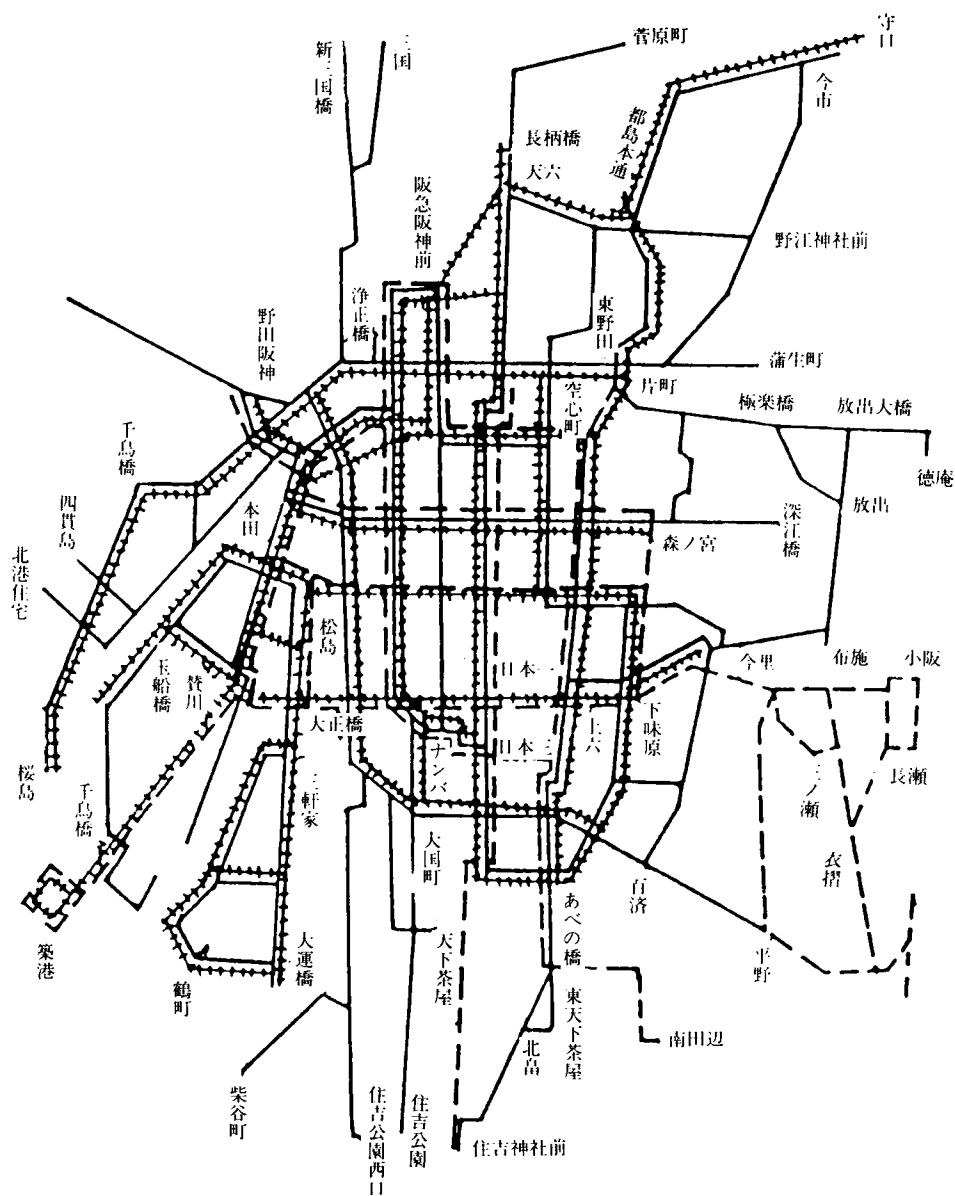 守口
菅原町
三国
新三国橋
今市
都島本通
長柄橋
天六
阪急阪神前
野江神社前
浄正橋
東野田
野田阪神
蒲生町
片町
空心町
極楽橋
放出大橋
千鳥橋
徳庵
四貫島
本田
放出
深江橋
北港住宅
森ノ宮
松島
玉船橋
日本一
今里
布施
小阪
大正橋
下味原
上六
日本三
ナンバ
三ノ瀬
長瀬
桜島
千鳥橋
三軒家
大国町
衣摺
百済
築港
大運橋
天下茶屋
あべの橋
平野
鶴町
東天下茶屋
北畠
南田辺
柴谷町
住吉公園西口
住吉公園
住吉神社前